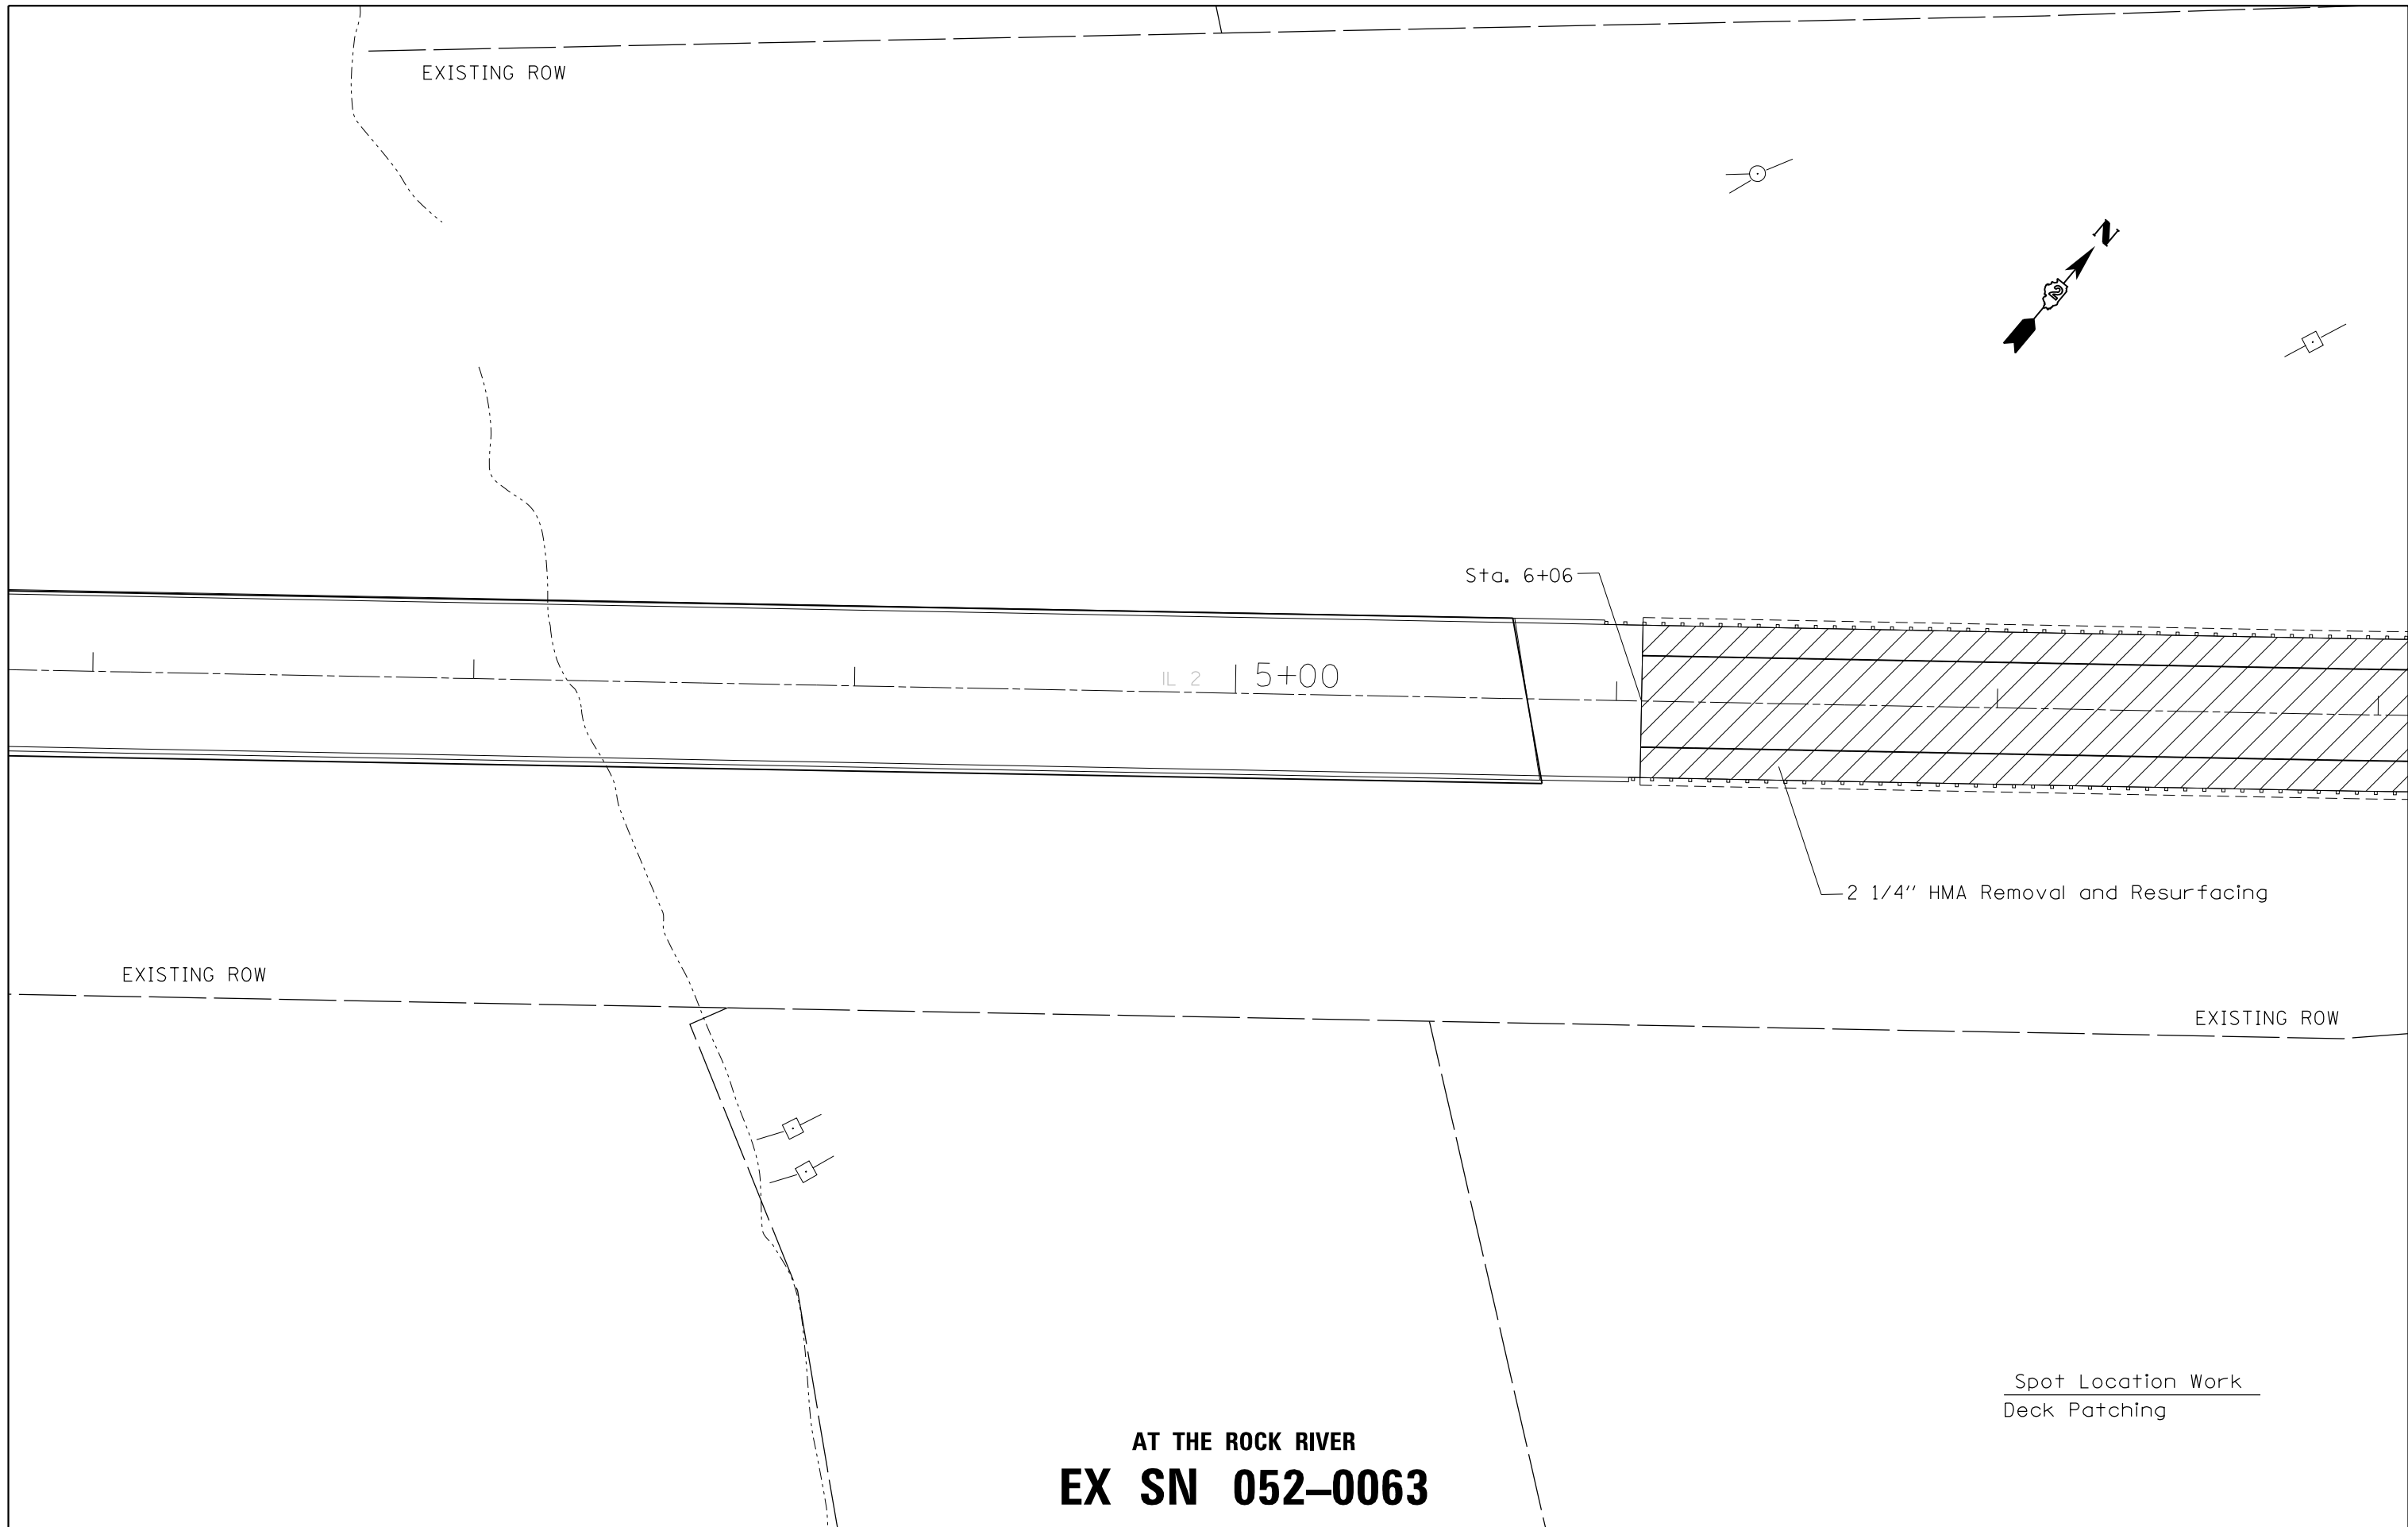 EXISTING ROW
N
2
Sta. 6+06
IL 2
5+00
2 1/4" HMA Removal and Resurfacing
EXISTING ROW
EXISTING ROW
Spot Location Work
Deck Patching
AT THE ROCK RIVER
EX SN 052–0063